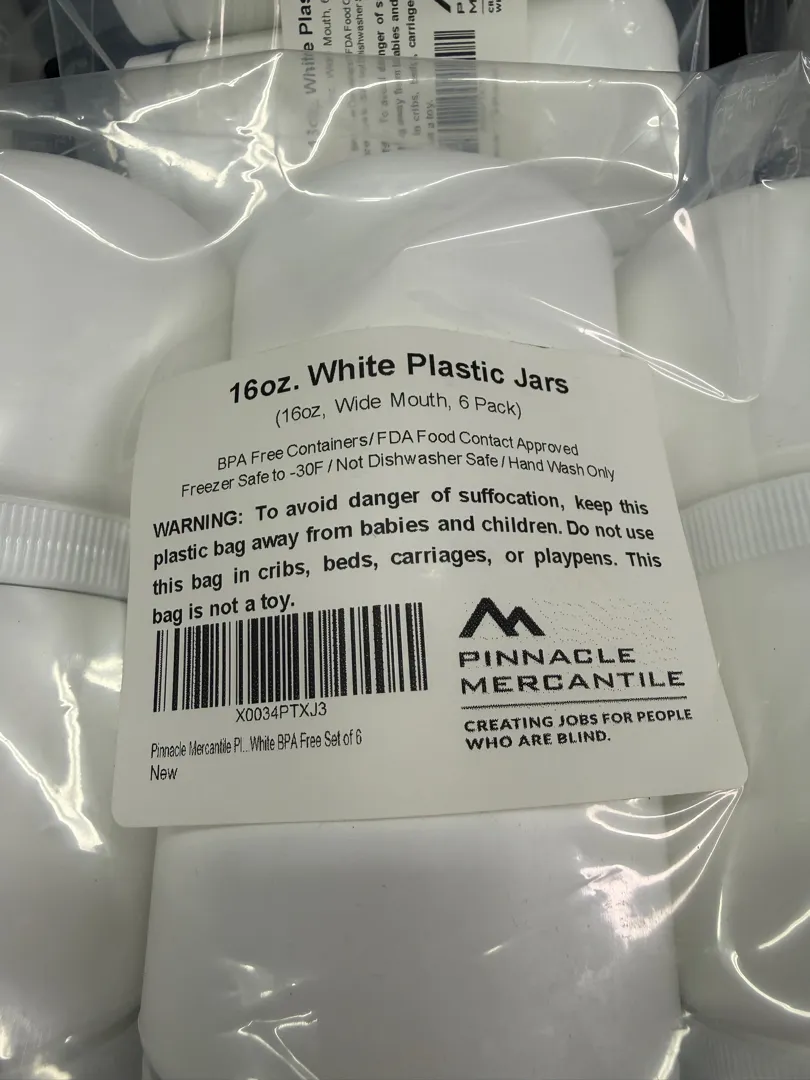 16oz. White Plastic Jars
(16oz, Wide Mouth, 6 Pack)
BPA Free Containers/FDA Food Contact Approved
Freezer Safe to -30F / Not Dishwasher Safe / Hand Wash Only
WARNING: To avoid danger of suffocation, keep this
plastic bag away from babies and children. Do not use
this bag in cribs, beds, carriages, or playpens. This
bag is not a toy.
X0034PTXJ3
Pinnacle Mercantile Pl...White BPA Free Set of 6
New
PINNACLE
MERCANTILE
CREATING JOBS FOR PEOPLE
WHO ARE BLIND.